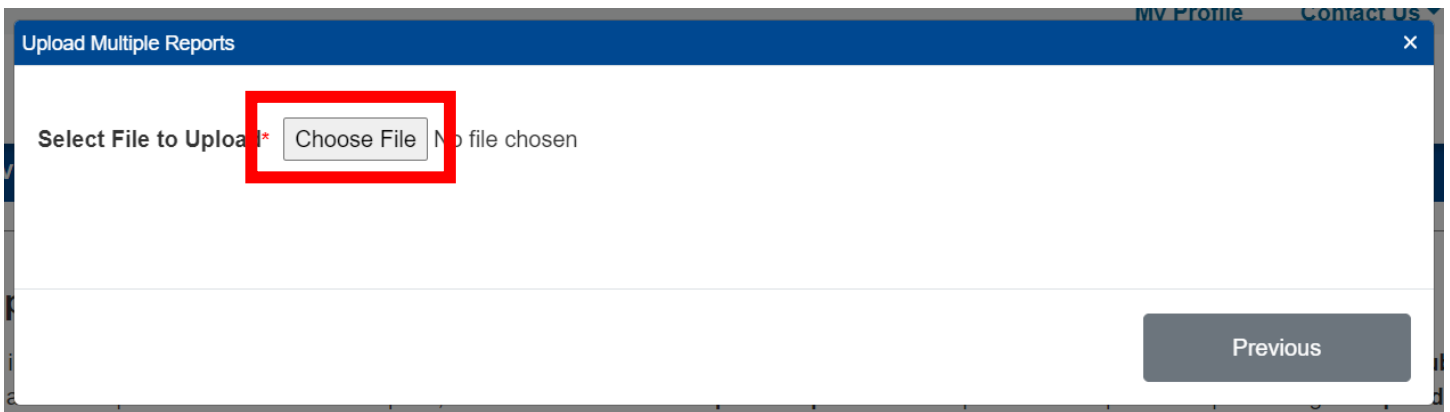 My Profile Contact Us
Upload Multiple Reports ×
Select File to Upload* Choose File No file chosen
Previous